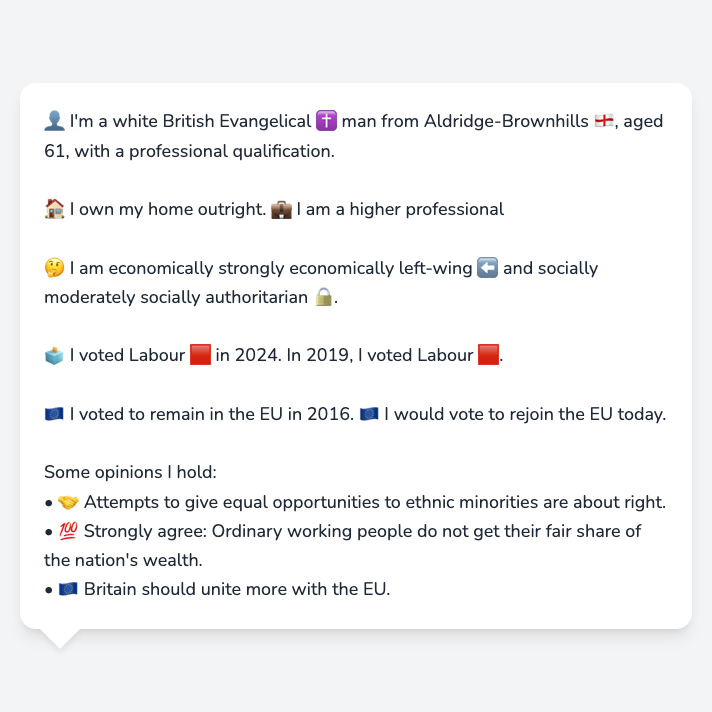 👤 I'm a white British Evangelical ✝️ man from Aldridge-Brownhills 🏴󠁧󠁢󠁥󠁮󠁧󠁿, aged
61, with a professional qualification.
🏠 I own my home outright. 💼 I am a higher professional
🤔 I am economically strongly economically left-wing ⬅️ and socially
moderately socially authoritarian 🔒.
🗳️ I voted Labour 🟥 in 2024. In 2019, I voted Labour 🟥.
🇪🇺 I voted to remain in the EU in 2016. 🇪🇺 I would vote to rejoin the EU today.
Some opinions I hold:
• 🤝 Attempts to give equal opportunities to ethnic minorities are about right.
• 💯 Strongly agree: Ordinary working people do not get their fair share of
the nation's wealth.
• 🇪🇺 Britain should unite more with the EU.